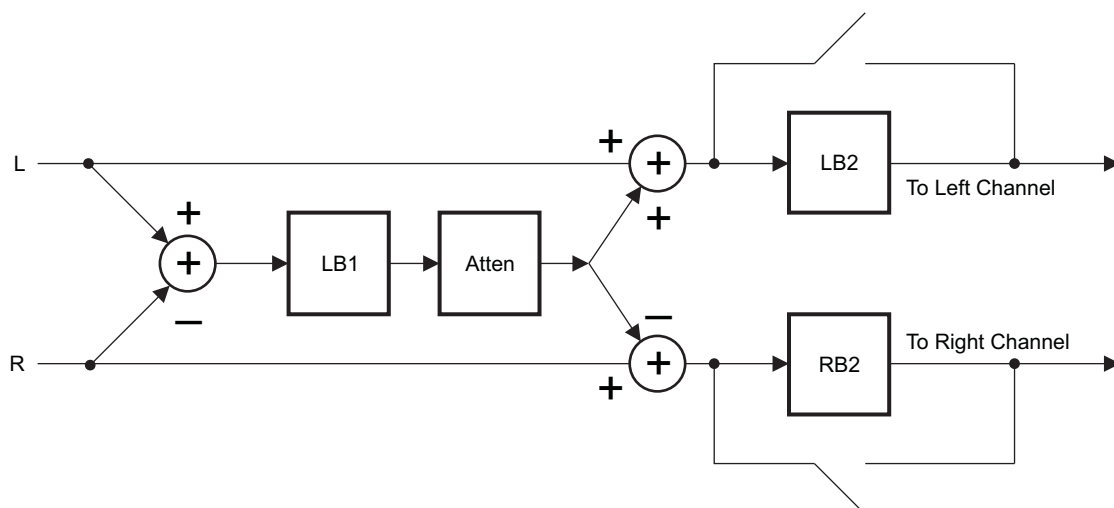 +
L
LB2
+
To Left Channel
+
+
+
LB1
Atten
+
−
−
To Right Channel
R
+
RB2
+